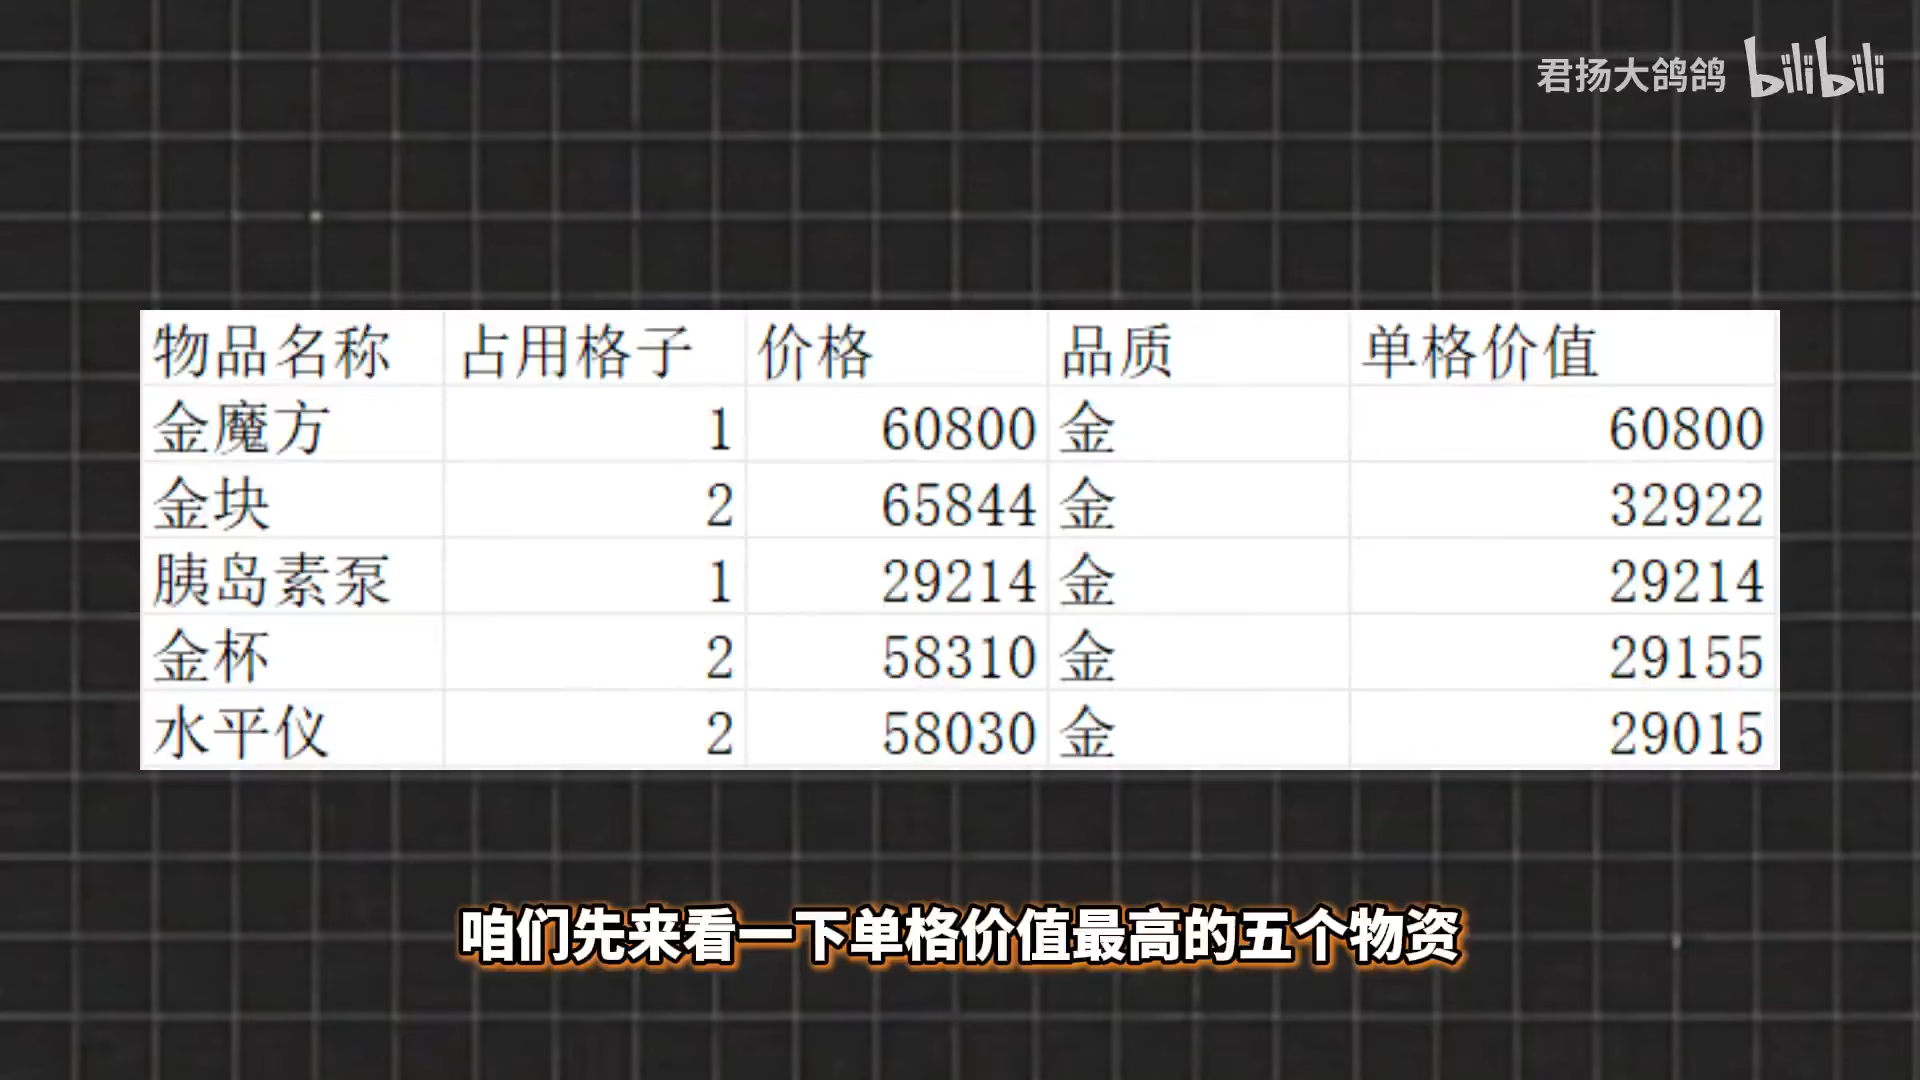 君扬大鸽鸽 bilibili
物品名称 占用格子 价格 品质 单格价值
金魔方 1 60800 金 60800
金块 2 65844 金 32922
胰岛素泵 1 29214 金 29214
金杯 2 58310 金 29155
水平仪 2 58030 金 29015
咱们先来看一下单格价值最高的五个物资